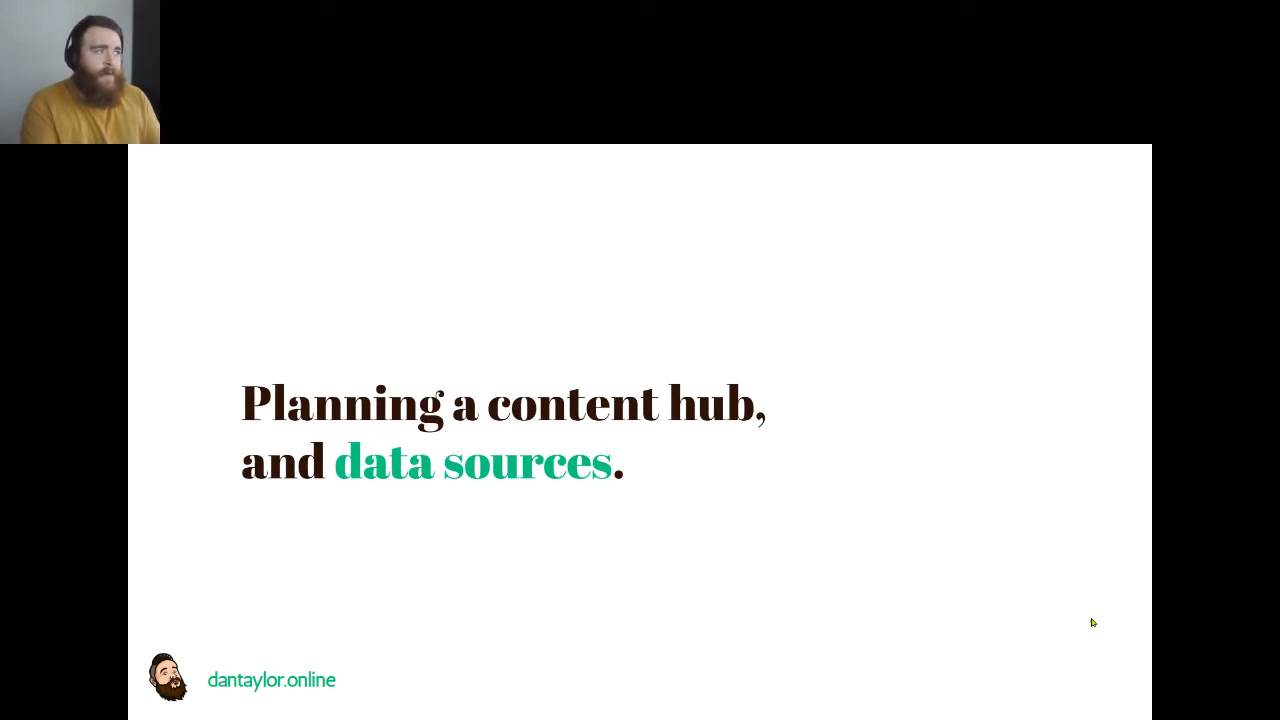 Planning a content hub,
and data sources.
dantaylor.online